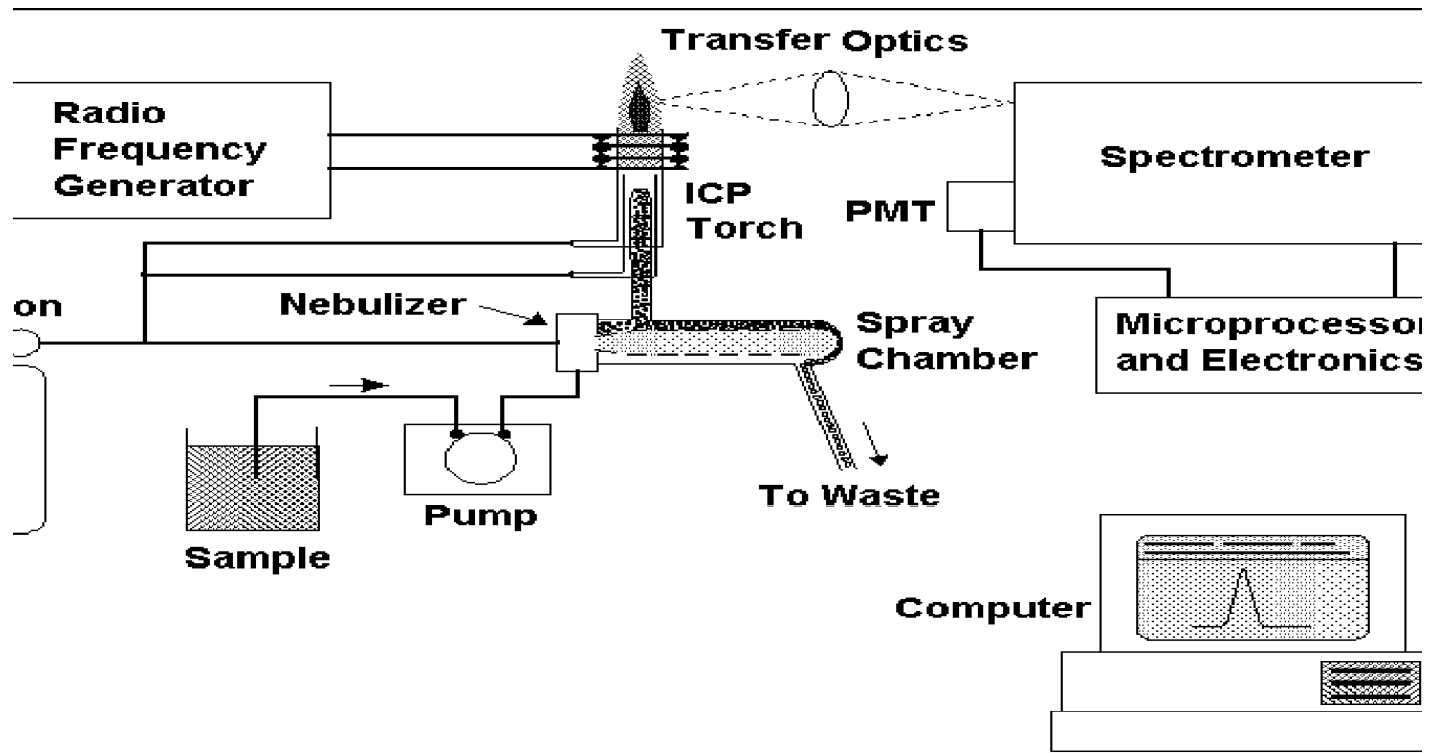 Transfer Optics
Radio
Frequency
Generator
Spectrometer
ICP
Torch
PMT
on
Nebulizer
Spray
Chamber
Microprocesso
and Electronics
To Waste
Pump
Sample
Computer